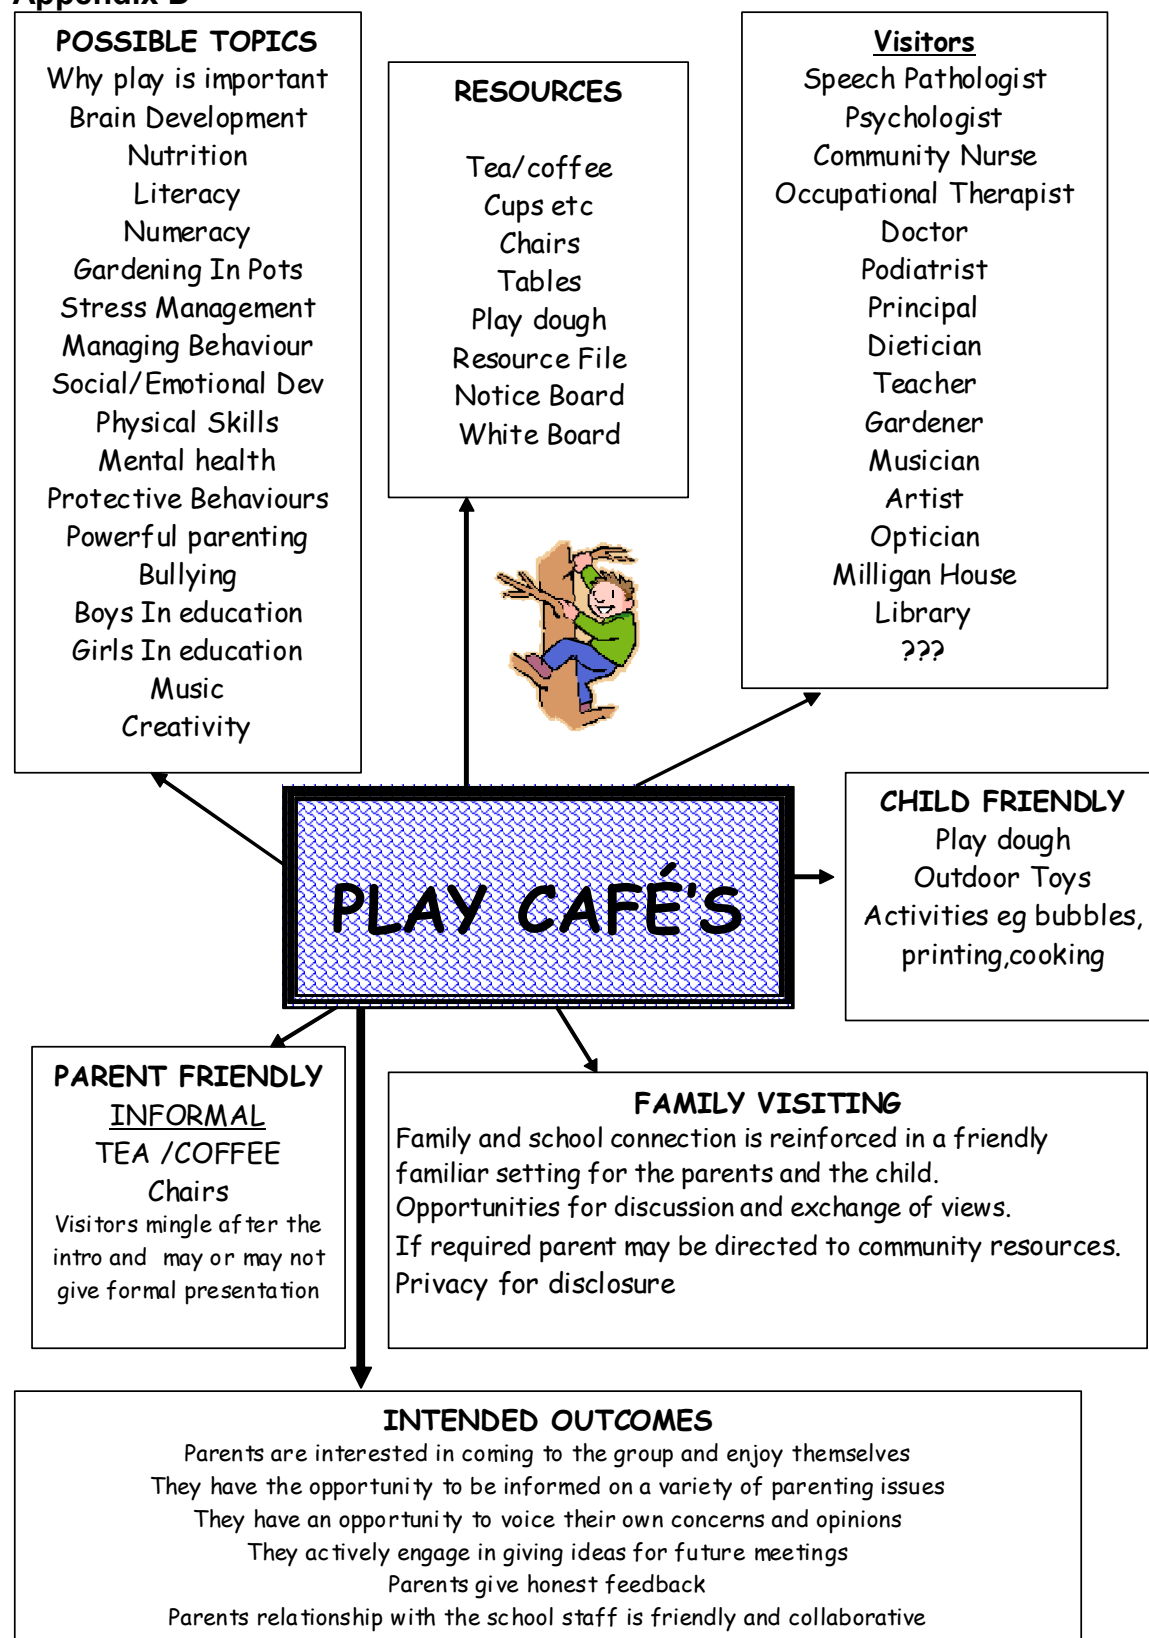 Appendix B
POSSIBLE TOPICS
Why play is important
Brain Development
Nutrition
Literacy
Numeracy
Gardening In Pots
Stress Management
Managing Behaviour
Social/Emotional Dev
Physical Skills
Mental health
Protective Behaviours
Powerful parenting
Bullying
Boys In education
Girls In education
Music
Creativity
RESOURCES
Tea/coffee
Cups etc
Chairs
Tables
Play dough
Resource File
Notice Board
White Board
Visitors
Speech Pathologist
Psychologist
Community Nurse
Occupational Therapist
Doctor
Podiatrist
Principal
Dietician
Teacher
Gardener
Musician
Artist
Optician
Milligan House
Library
???
PLAY CAFÉ'S
CHILD FRIENDLY
Play dough
Outdoor Toys
Activities eg bubbles,
printing,cooking
PARENT FRIENDLY
INFORMAL
TEA /COFFEE
Chairs
Visitors mingle after the
intro and may or may not
give formal presentation
FAMILY VISITING
Family and school connection is reinforced in a friendly
familiar setting for the parents and the child.
Opportunities for discussion and exchange of views.
If required parent may be directed to community resources.
Privacy for disclosure
INTENDED OUTCOMES
Parents are interested in coming to the group and enjoy themselves
They have the opportunity to be informed on a variety of parenting issues
They have an opportunity to voice their own concerns and opinions
They actively engage in giving ideas for future meetings
Parents give honest feedback
Parents relationship with the school staff is friendly and collaborative